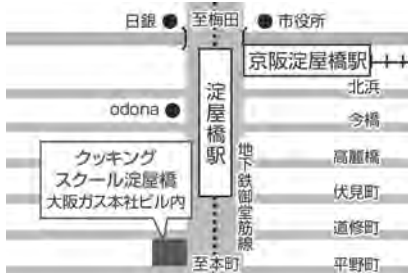 日銀
至梅田
市役所
京阪淀屋橋駅
北浜
淀屋橋駅
odona
今橋
地下鉄御堂筋線
高麗橋
クッキング
スクール淀屋橋
大阪ガス本社ビル内
伏見町
道修町
至本町
平野町